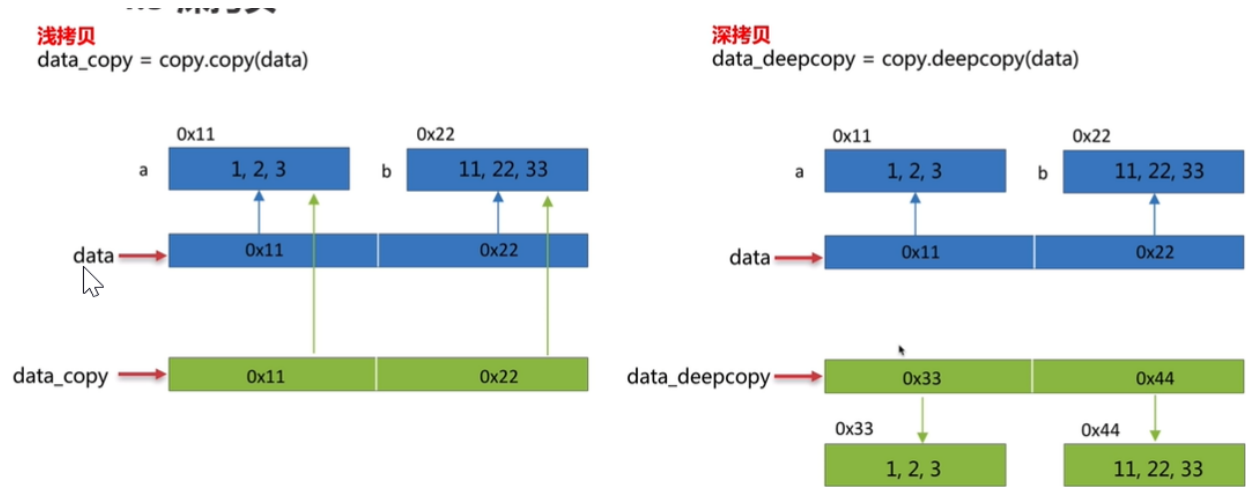 浅拷贝
data_copy = copy.copy(data)
0x11 0x22
a 1, 2, 3 b 11, 22, 33
data 0x11 0x22
data_copy 0x11 0x22
深拷贝
data_deepcopy = copy.deepcopy(data)
0x11 0x22
a 1, 2, 3 b 11, 22, 33
data 0x11 0x22
data_deepcopy 0x33 0x44
0x33 0x44
1, 2, 3 11, 22, 33